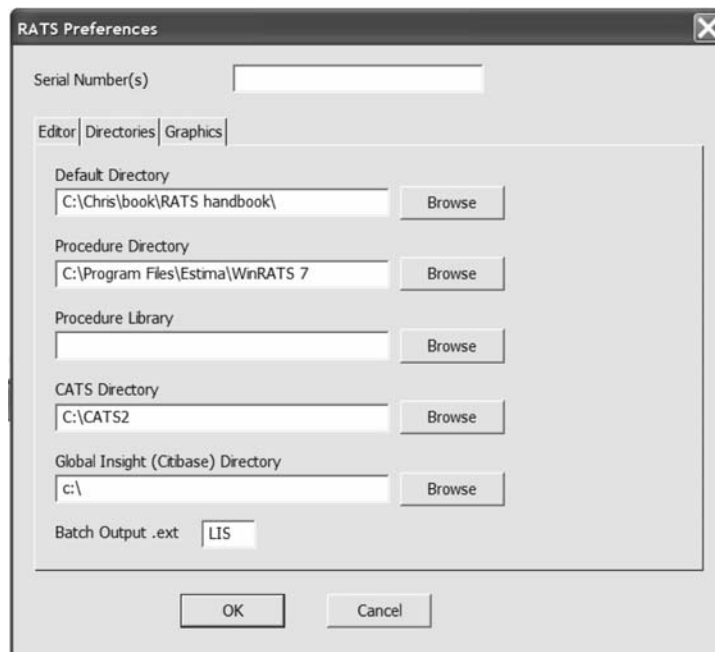 RATS Preferences
Serial Number(s)
Editor Directories Graphics
Default Directory
C:\Chris\book\RATS handbook\ Browse
Procedure Directory
C:\Program Files\Estima\WinRATS 7 Browse
Procedure Library
Browse
CATS Directory
C:\CATS2 Browse
Global Insight (Citibase) Directory
c:\ Browse
Batch Output .ext LIS
OK Cancel